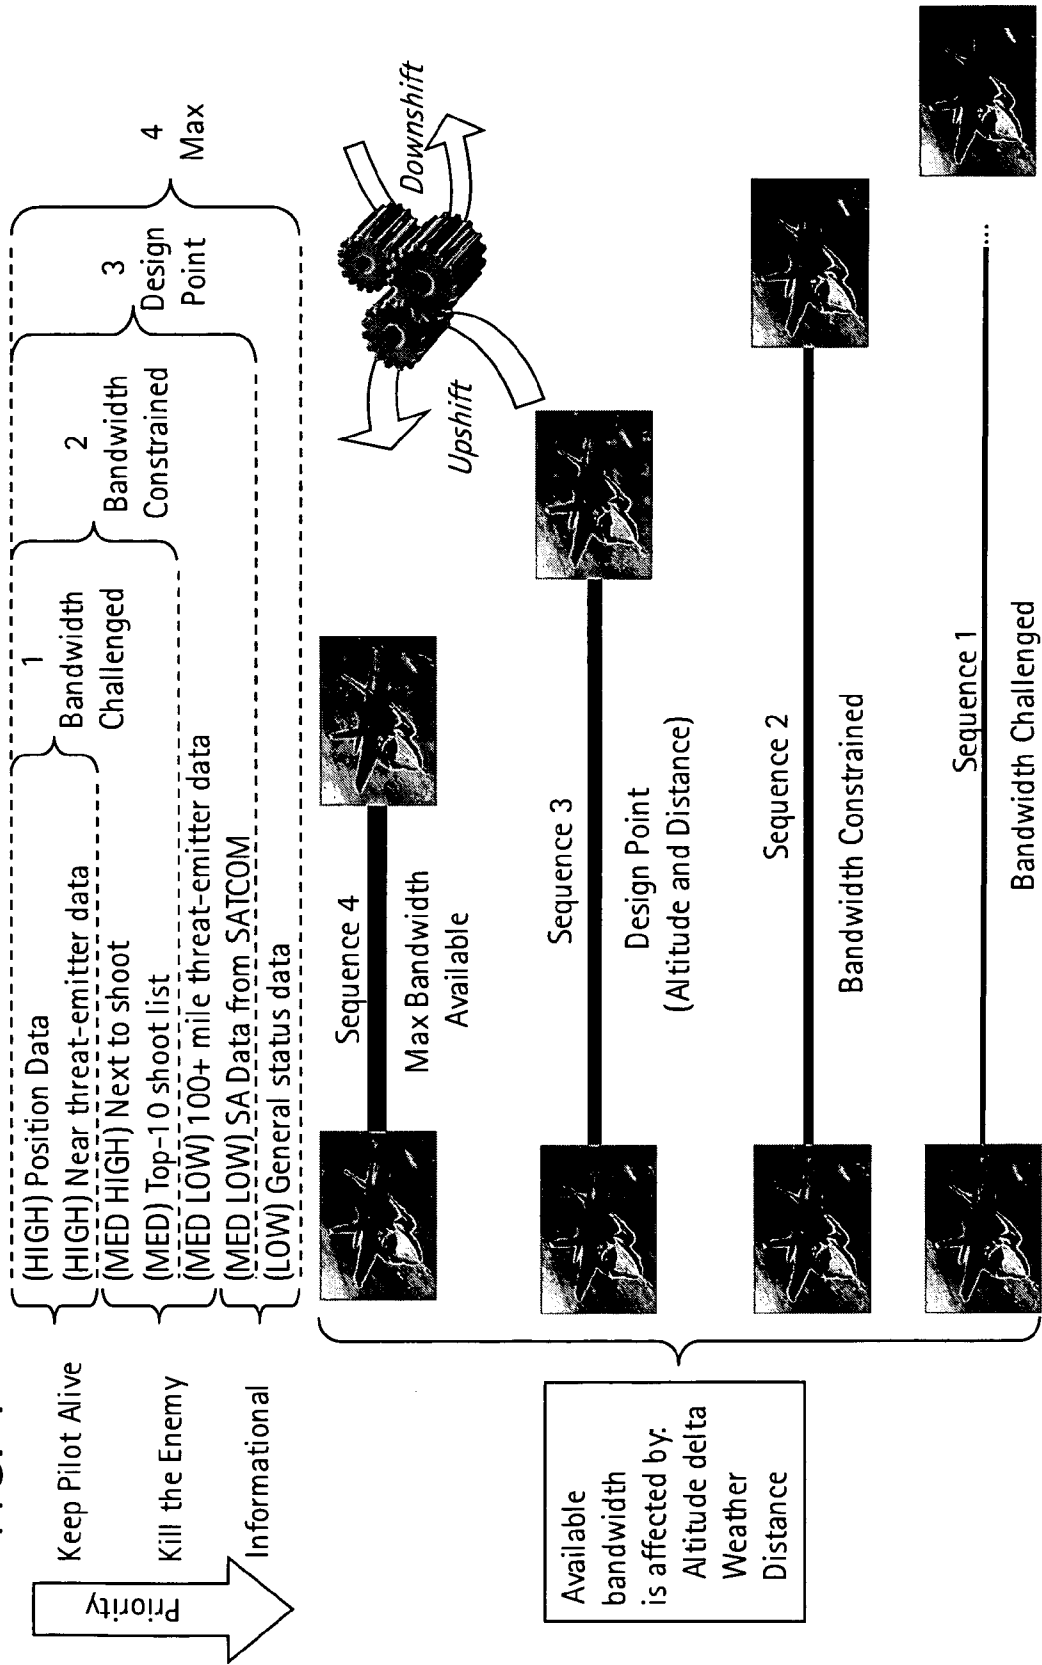 Priority
Keep Pilot Alive
Kill the Enemy
Informational
(HIGH) Position Data
(HIGH) Near threat-emitter data
(MED HIGH) Next to shoot
(MED) Top-10 shoot list
(MED LOW) 100+ mile threat-emitter data
(MED LOW) SA Data from SATCOM
(LOW) General status data
1
Bandwidth
Challenged
2
Bandwidth
Constrained
3
Design
Point
4
Max
Upshift
Downshift
Available
bandwidth
is affected by:
Altitude delta
Weather
Distance
Sequence 4
Max Bandwidth
Available
Sequence 3
Design Point
(Altitude and Distance)
Sequence 2
Bandwidth Constrained
Sequence 1
...
Bandwidth Challenged